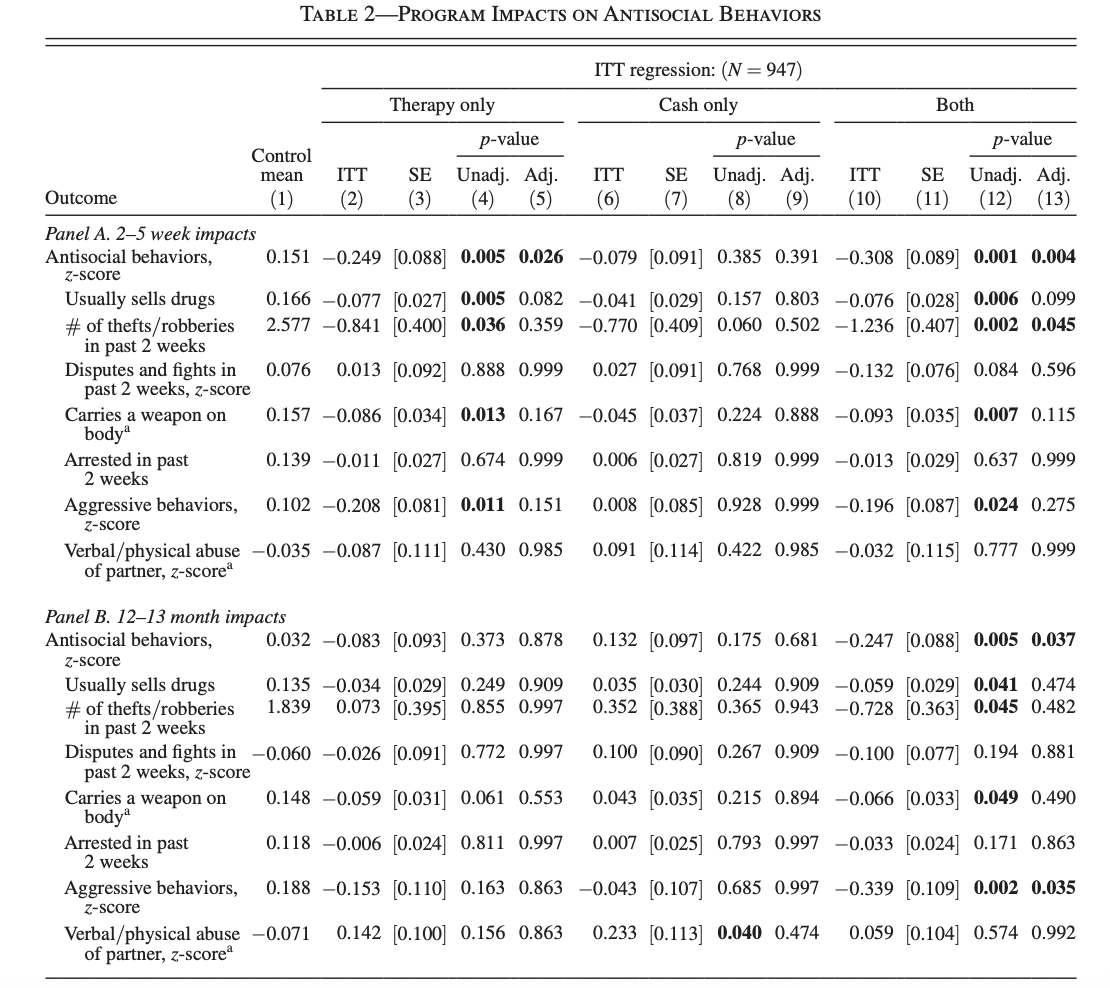 TABLE 2—PROGRAM IMPACTS ON ANTISOCIAL BEHAVIORS
ITT regression: (N = 947)
Therapy only Cash only Both
p-value p-value p-value
Control
mean ITT SE Unadj. Adj. ITT SE Unadj. Adj. ITT SE Unadj. Adj.
Outcome (1) (2) (3) (4) (5) (6) (7) (8) (9) (10) (11) (12) (13)
Panel A. 2–5 week impacts
Antisocial behaviors, 0.151 −0.249 [0.088] 0.005 0.026 −0.079 [0.091] 0.385 0.391 −0.308 [0.089] 0.001 0.004
z-score
Usually sells drugs 0.166 −0.077 [0.027] 0.005 0.082 −0.041 [0.029] 0.157 0.803 −0.076 [0.028] 0.006 0.099
# of thefts/robberies 2.577 −0.841 [0.400] 0.036 0.359 −0.770 [0.409] 0.060 0.502 −1.236 [0.407] 0.002 0.045
in past 2 weeks
Disputes and fights in 0.076 0.013 [0.092] 0.888 0.999 0.027 [0.091] 0.768 0.999 −0.132 [0.076] 0.084 0.596
past 2 weeks, z-score
Carries a weapon on 0.157 −0.086 [0.034] 0.013 0.167 −0.045 [0.037] 0.224 0.888 −0.093 [0.035] 0.007 0.115
bodyᵃ
Arrested in past 0.139 −0.011 [0.027] 0.674 0.999 0.006 [0.027] 0.819 0.999 −0.013 [0.029] 0.637 0.999
2 weeks
Aggressive behaviors, 0.102 −0.208 [0.081] 0.011 0.151 0.008 [0.085] 0.928 0.999 −0.196 [0.087] 0.024 0.275
z-score
Verbal/physical abuse −0.035 −0.087 [0.111] 0.430 0.985 0.091 [0.114] 0.422 0.985 −0.032 [0.115] 0.777 0.999
of partner, z-scoreᵃ
Panel B. 12–13 month impacts
Antisocial behaviors, 0.032 −0.083 [0.093] 0.373 0.878 0.132 [0.097] 0.175 0.681 −0.247 [0.088] 0.005 0.037
z-score
Usually sells drugs 0.135 −0.034 [0.029] 0.249 0.909 0.035 [0.030] 0.244 0.909 −0.059 [0.029] 0.041 0.474
# of thefts/robberies 1.839 0.073 [0.395] 0.855 0.997 0.352 [0.388] 0.365 0.943 −0.728 [0.363] 0.045 0.482
in past 2 weeks
Disputes and fights in −0.060 −0.026 [0.091] 0.772 0.997 0.100 [0.090] 0.267 0.909 −0.100 [0.077] 0.194 0.881
past 2 weeks, z-score
Carries a weapon on 0.148 −0.059 [0.031] 0.061 0.553 0.043 [0.035] 0.215 0.894 −0.066 [0.033] 0.049 0.490
bodyᵃ
Arrested in past 0.118 −0.006 [0.024] 0.811 0.997 0.007 [0.025] 0.793 0.997 −0.033 [0.024] 0.171 0.863
2 weeks
Aggressive behaviors, 0.188 −0.153 [0.110] 0.163 0.863 −0.043 [0.107] 0.685 0.997 −0.339 [0.109] 0.002 0.035
z-score
Verbal/physical abuse −0.071 0.142 [0.100] 0.156 0.863 0.233 [0.113] 0.040 0.474 0.059 [0.104] 0.574 0.992
of partner, z-scoreᵃ